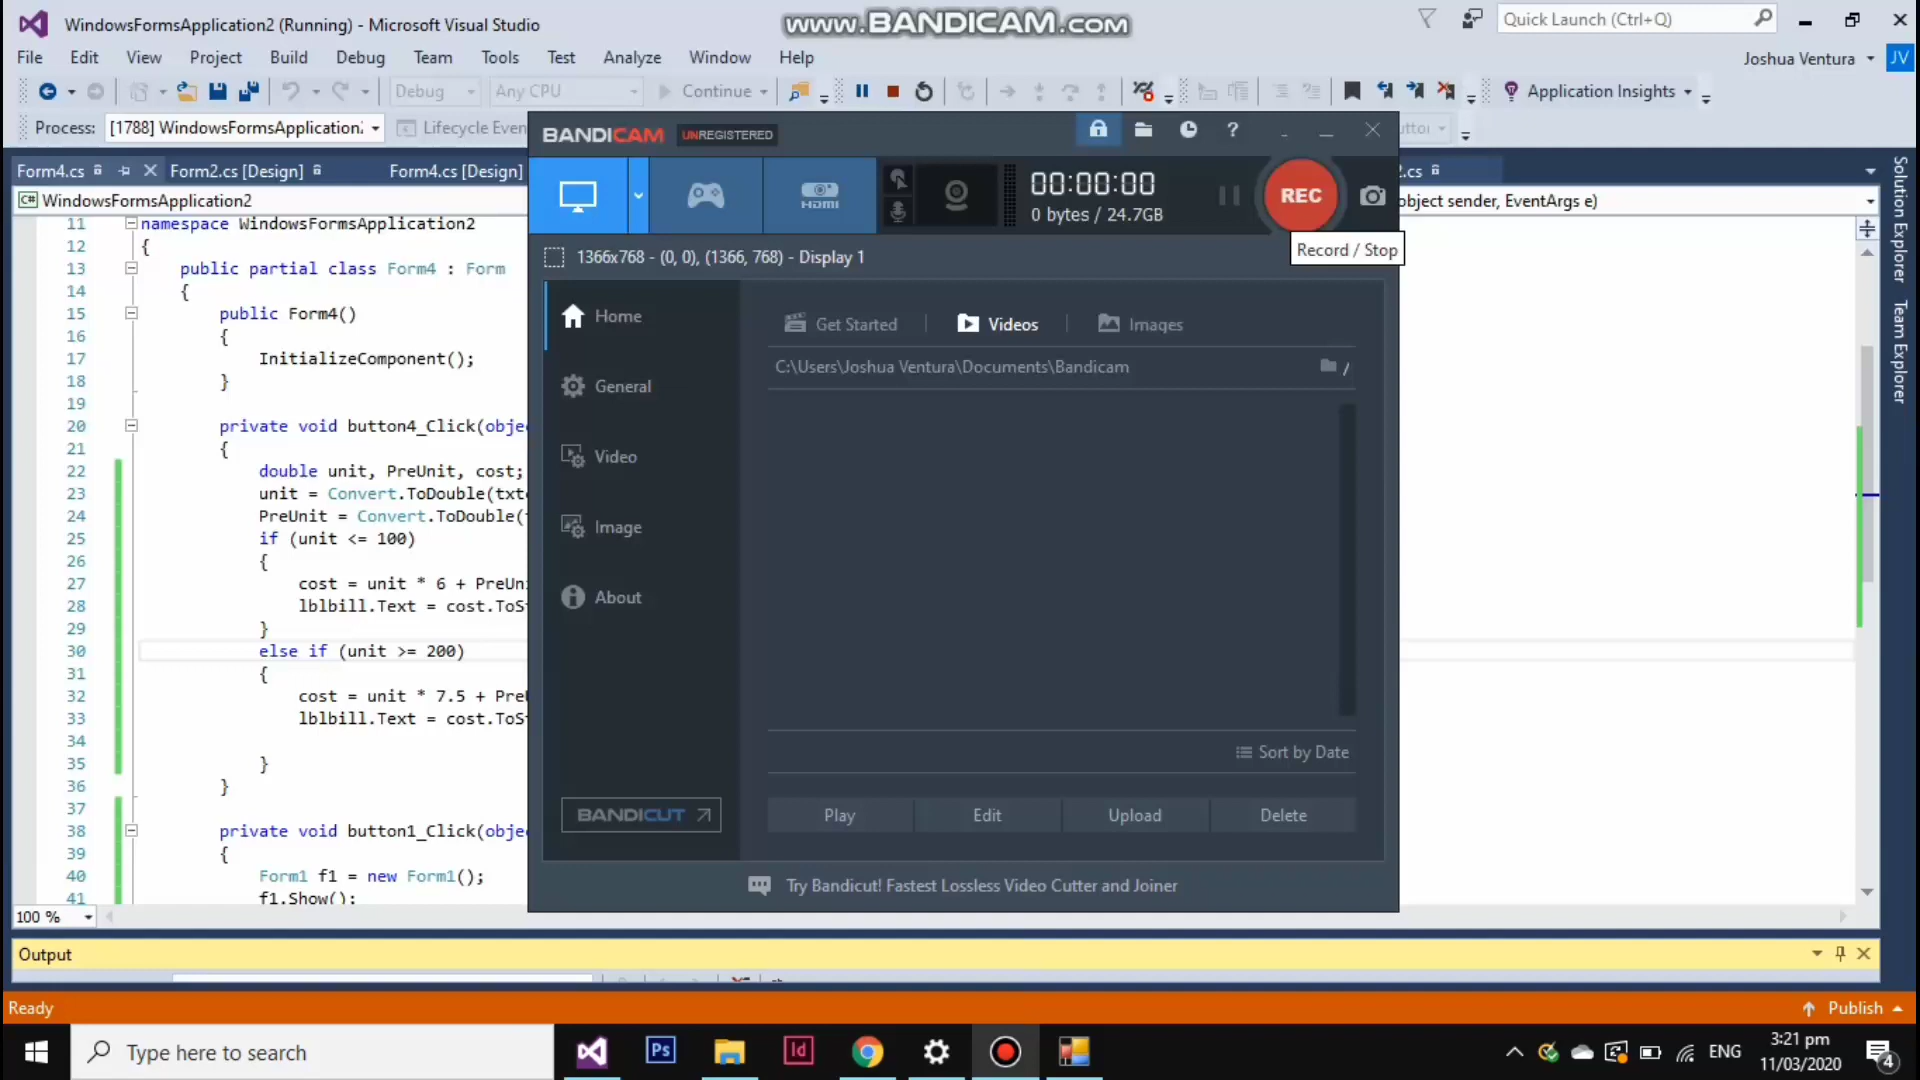 WindowsFormsApplication2 (Running) - Microsoft Visual Studio
www.BANDICAM.com
Quick Launch (Ctrl+Q)
File Edit View Project Build Debug Team Tools Test Analyze Window Help
Joshua Ventura JV
Debug Any CPU Continue Application Insights
Process: [1788] WindowsFormsApplication Lifecycle Even
BANDICAM UNREGISTERED ?
Form4.cs Form2.cs [Design] Form4.cs [Design]
WindowsFormsApplication2
object sender, EventArgs e)
00:00:00
0 bytes / 24.7GB
HDMI
REC
Record / Stop
1366x768 - (0, 0), (1366, 768) - Display 1
Home
General
Video
Image
About
BANDICUT
Get Started Videos Images
C:\Users\Joshua Ventura\Documents\Bandicam
Sort by Date
Play Edit Upload Delete
Try Bandicut! Fastest Lossless Video Cutter and Joiner
11 namespace WindowsFormsApplication2
12 {
13 public partial class Form4 : Form
14 {
15 public Form4()
16 {
17 InitializeComponent();
18 }
19
20 private void button4_Click(obje
21 {
22 double unit, PreUnit, cost;
23 unit = Convert.ToDouble(txt
24 PreUnit = Convert.ToDouble(
25 if (unit <= 100)
26 {
27 cost = unit * 6 + PreUn
28 lblbill.Text = cost.ToS
29 }
30 else if (unit >= 200)
31 {
32 cost = unit * 7.5 + Pre
33 lblbill.Text = cost.ToS
34
35 }
36 }
37
38 private void button1_Click(obje
39 {
40 Form1 f1 = new Form1();
41 f1.Show();
100 %
Solution Explorer
Team Explorer
Output
Ready
Publish
Type here to search
Ps
Id
ENG
3:21 pm
11/03/2020
4